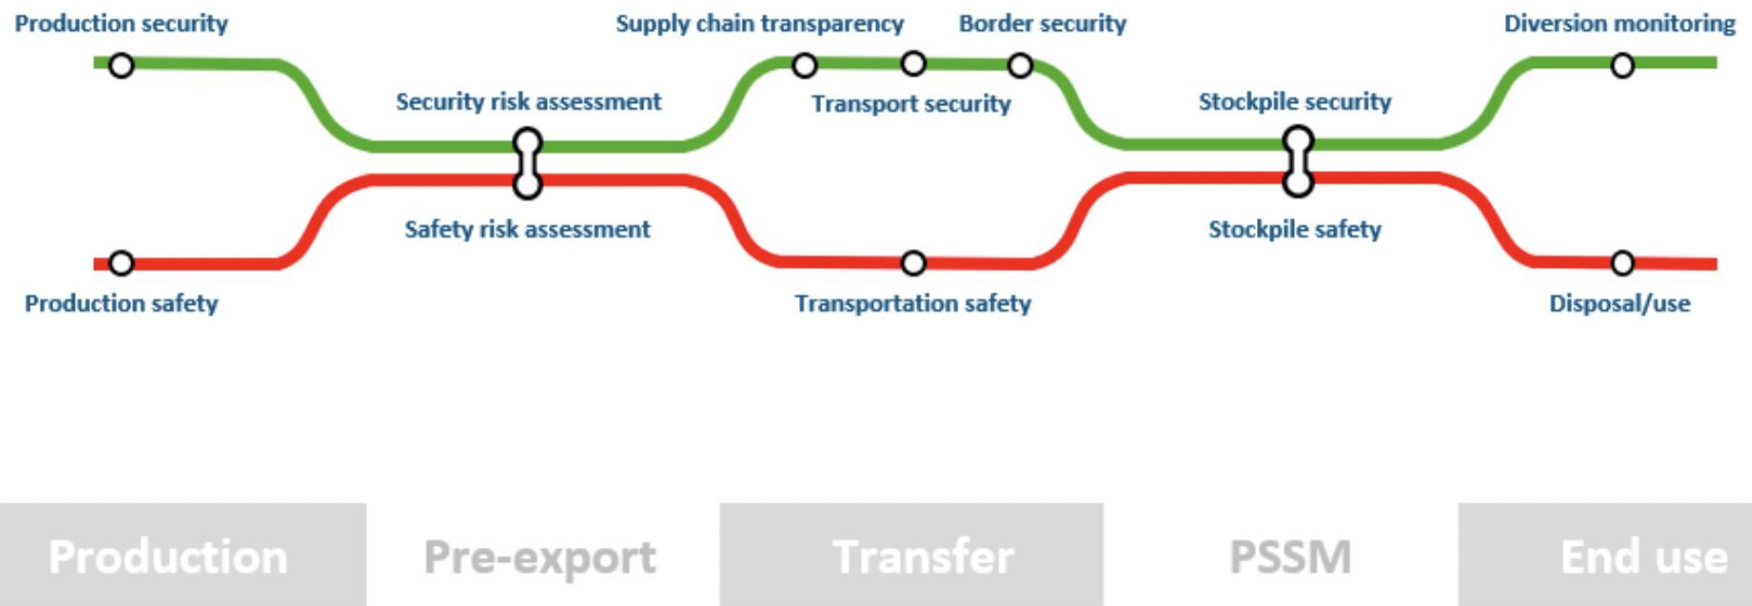 Production security
Supply chain transparency
Border security
Diversion monitoring
Security risk assessment
Transport security
Stockpile security
Safety risk assessment
Stockpile safety
Production safety
Transportation safety
Disposal/use
Production
Pre-export
Transfer
PSSM
End use